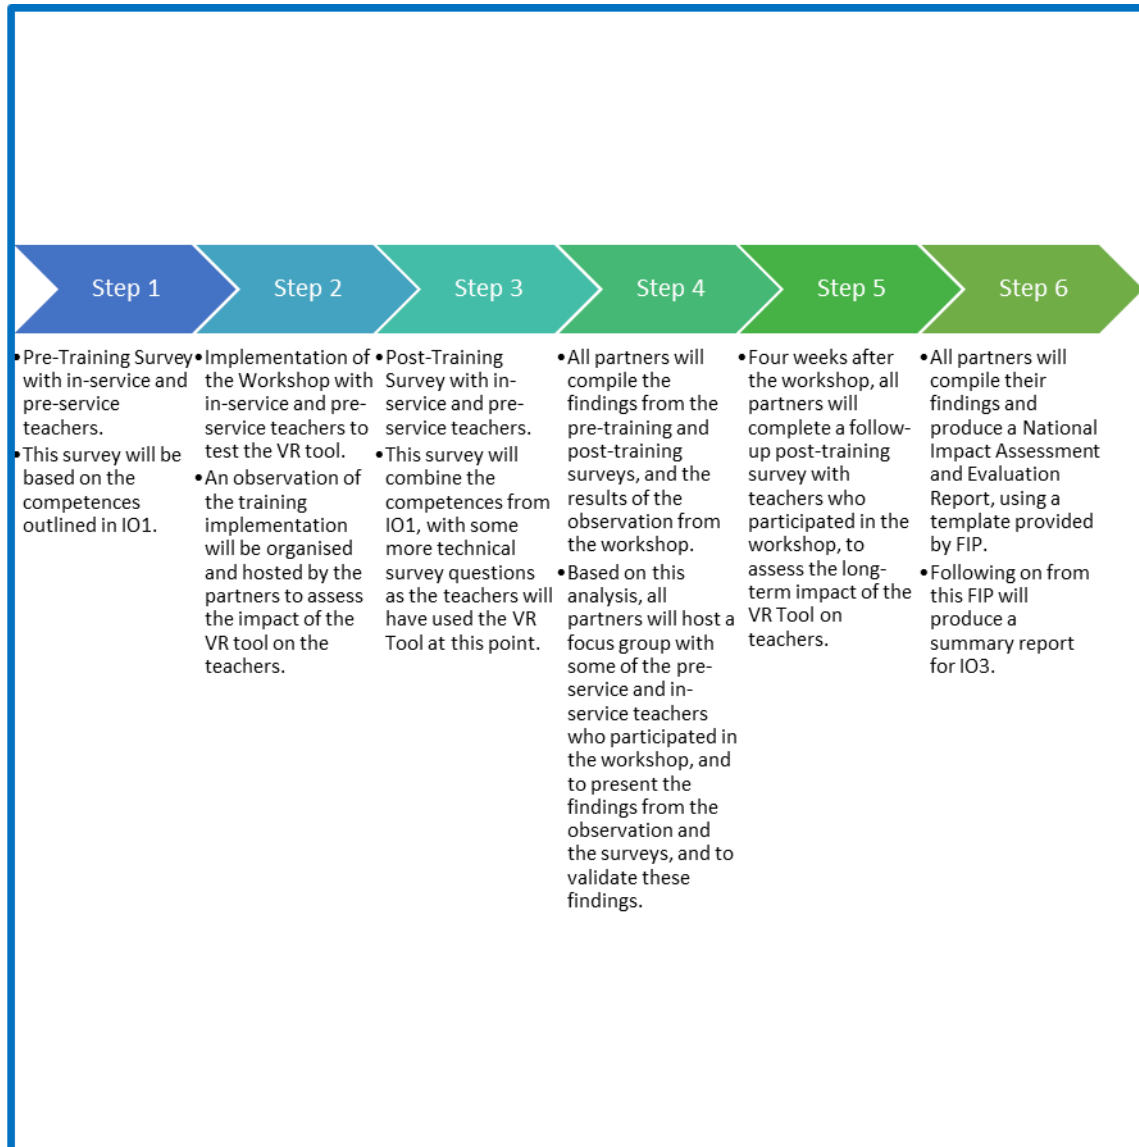 Step 1
Step 2
Step 3
Step 4
Step 5
Step 6
•Pre-Training Survey
with in-service and
pre-service
teachers.
•This survey will be
based on the
competences
outlined in IO1.
•Implementation of
the Workshop with
in-service and pre-
service teachers to
test the VR tool.
•An observation of
the training
implementation
will be organised
and hosted by the
partners to assess
the impact of the
VR tool on the
teachers.
•Post-Training
Survey with in-
service and pre-
service teachers.
•This survey will
combine the
competences from
IO1, with some
more technical
survey questions
as the teachers will
have used the VR
Tool at this point.
•All partners will
compile the
findings from the
pre-training and
post-training
surveys, and the
results of the
observation from
the workshop.
•Based on this
analysis, all
partners will host a
focus group with
some of the pre-
service and in-
service teachers
who participated in
the workshop, and
to present the
findings from the
observation and
the surveys, and to
validate these
findings.
•Four weeks after
the workshop, all
partners will
complete a follow-
up post-training
survey with
teachers who
participated in the
workshop, to
assess the long-
term impact of the
VR Tool on
teachers.
•All partners will
compile their
findings and
produce a National
Impact Assessment
and Evaluation
Report, using a
template provided
by FIP.
•Following on from
this FIP will
produce a
summary report
for IO3.